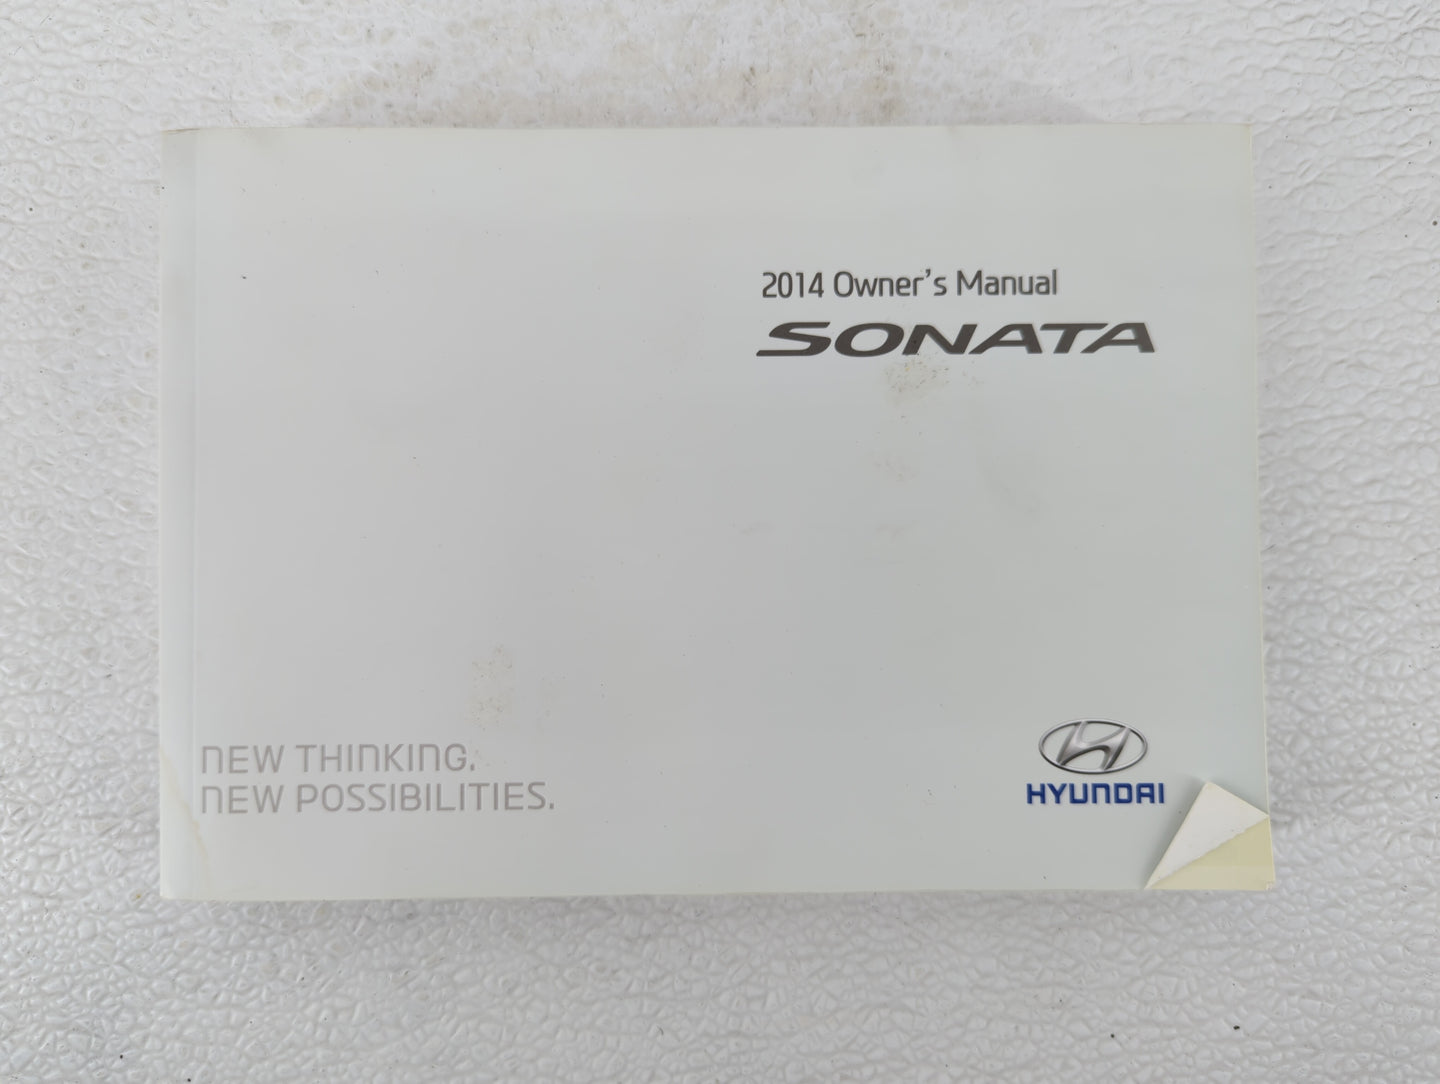 2014 Owner's Manual
SONATA
NEW THINKING.
NEW POSSIBILITIES.
HYUNDAI